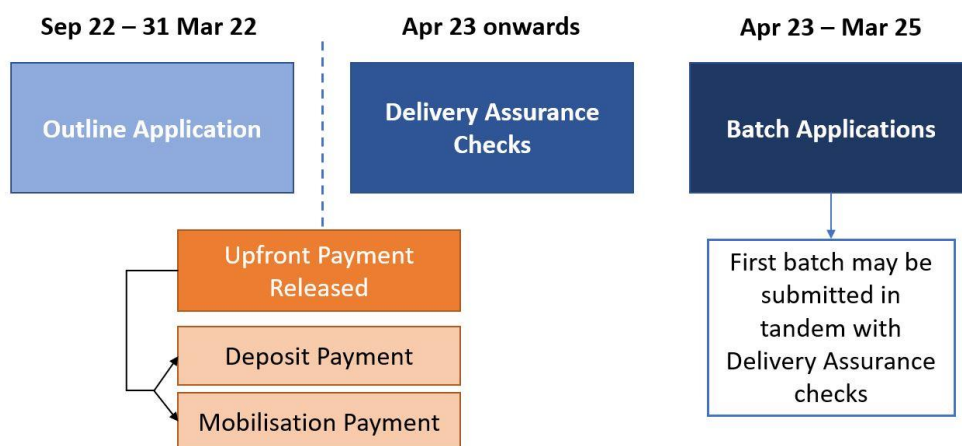 Sep 22 – 31 Mar 22
Apr 23 onwards
Apr 23 – Mar 25
Outline Application
Delivery Assurance
Checks
Batch Applications
Upfront Payment
Released
Deposit Payment
Mobilisation Payment
First batch may be
submitted in
tandem with
Delivery Assurance
checks